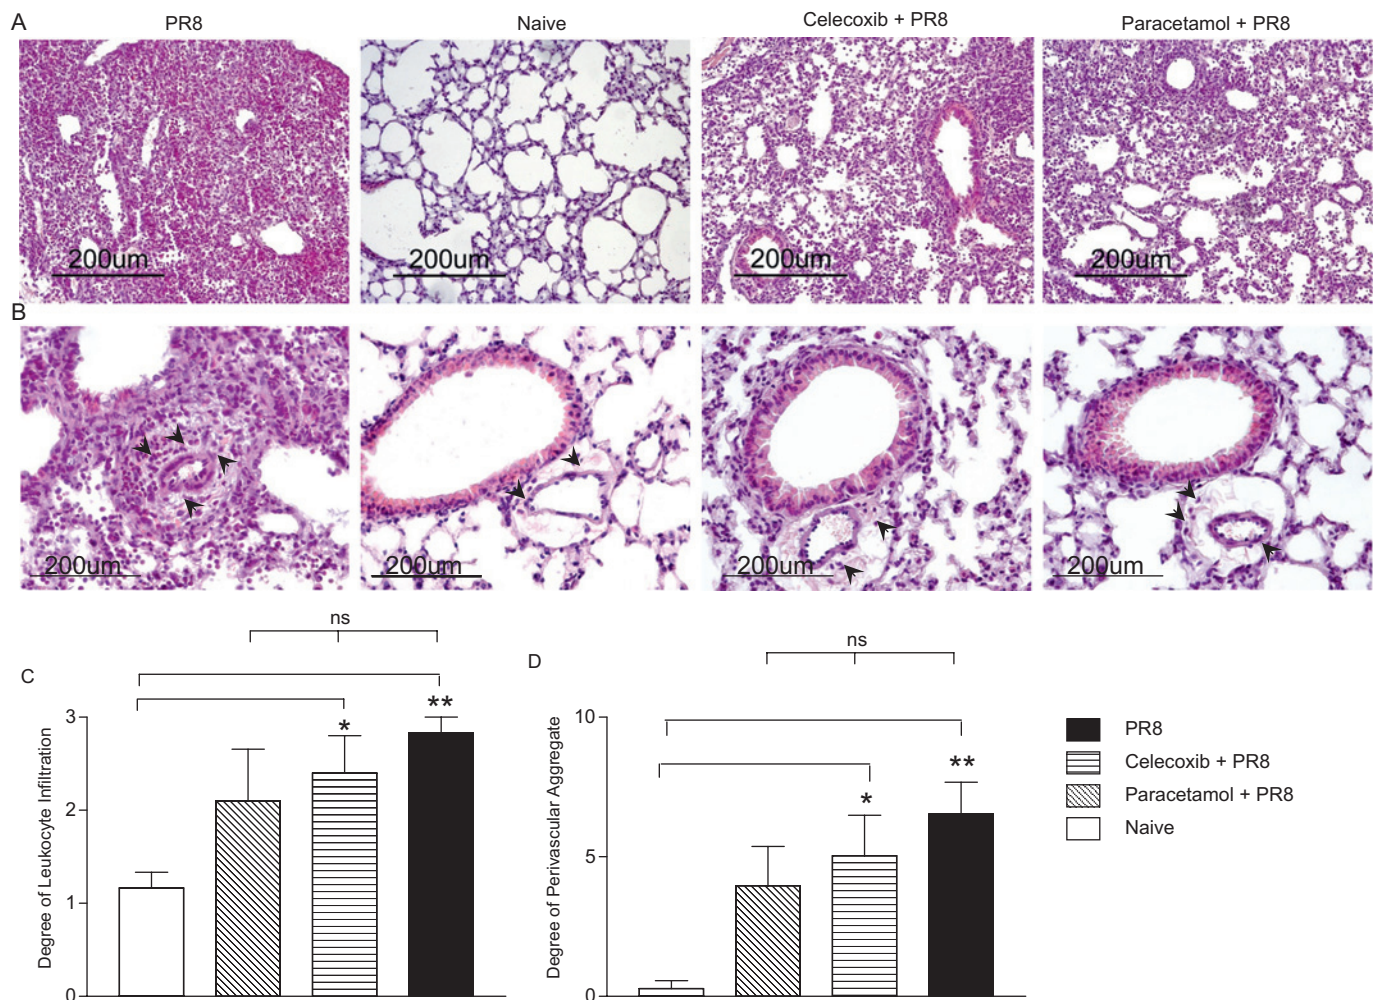 A
PR8
Naive
Celecoxib + PR8
Paracetamol + PR8
200um
200um
200um
200um
B
200um
200um
200um
200um
C
ns
*
**
Degree of Leukocyte Infiltration
3
2
1
0
D
ns
*
**
Degree of Perivascular Aggregate
10
5
0
PR8
Celecoxib + PR8
Paracetamol + PR8
Naive